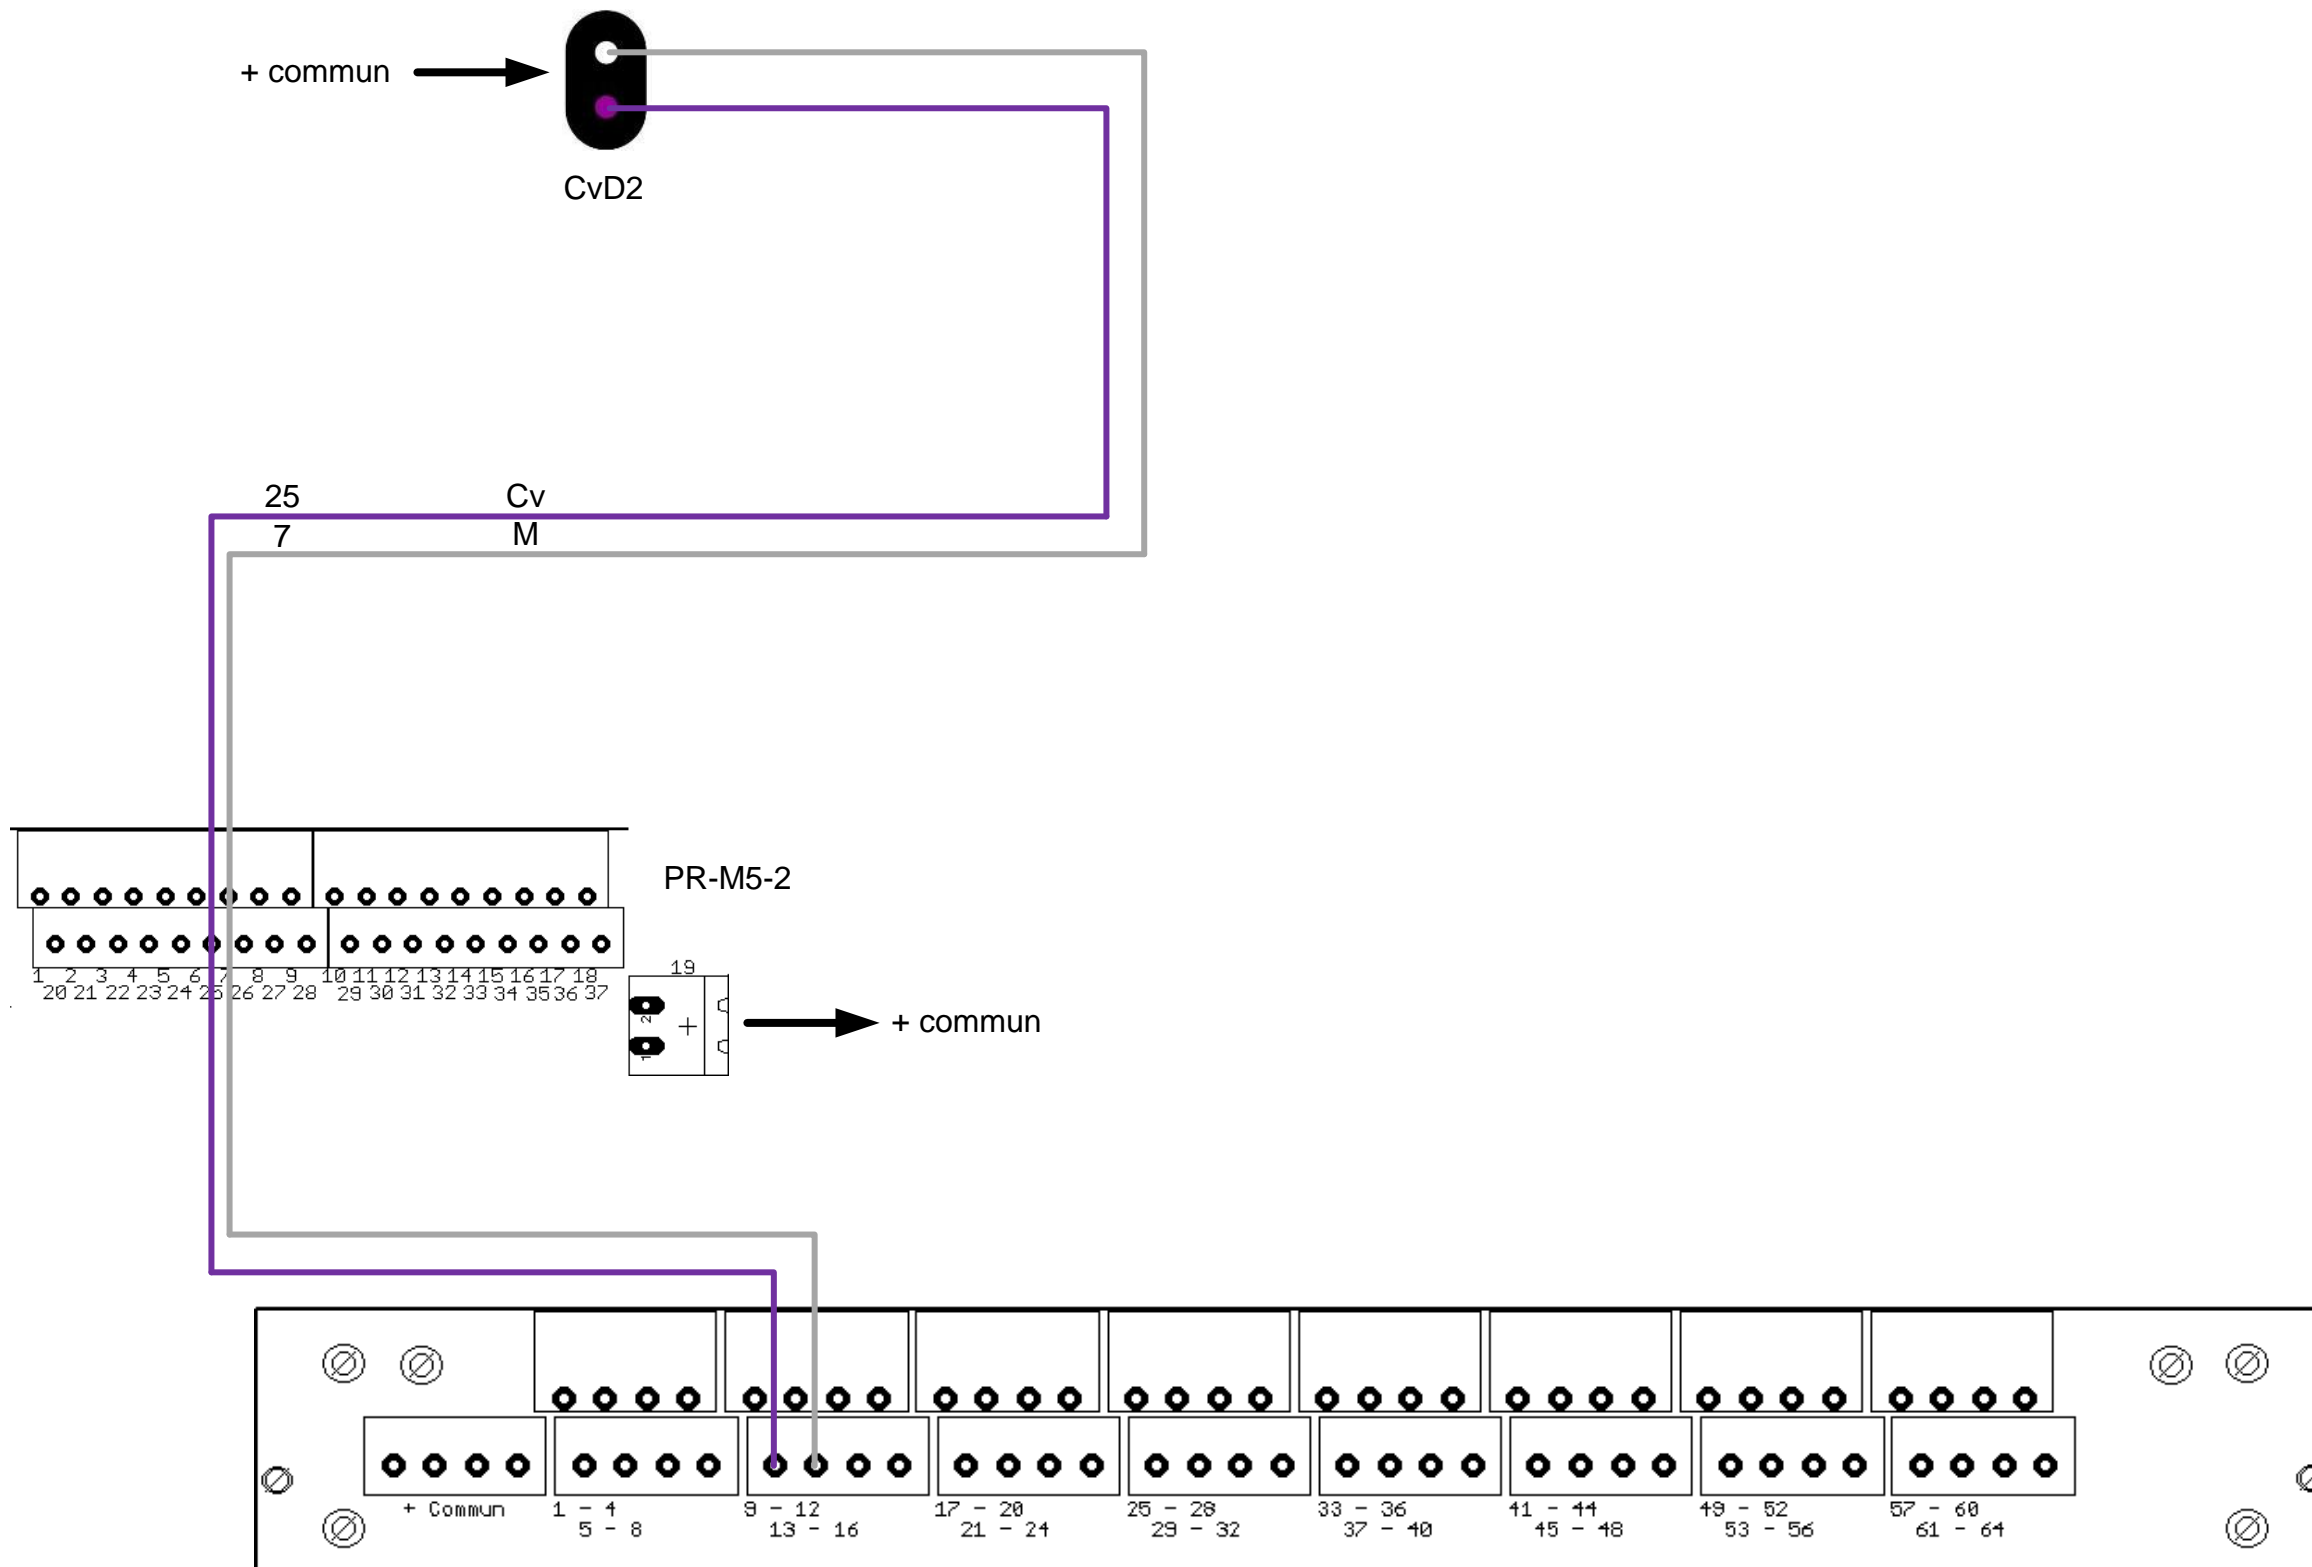 + commun
CvD2
25 Cv
7 M
PR-M5-2
1 2 3 4 5 6 7 8 9 10 11 12 13 14 15 16 17 18
20 21 22 23 24 25 26 27 28 29 30 31 32 33 34 35 36 37
19
2
+
1
+ commun
+ Commun 1 - 4 9 - 12 17 - 20 25 - 28 33 - 36 41 - 44 49 - 52 57 - 60
5 - 8 13 - 16 21 - 24 29 - 32 37 - 40 45 - 48 53 - 56 61 - 64